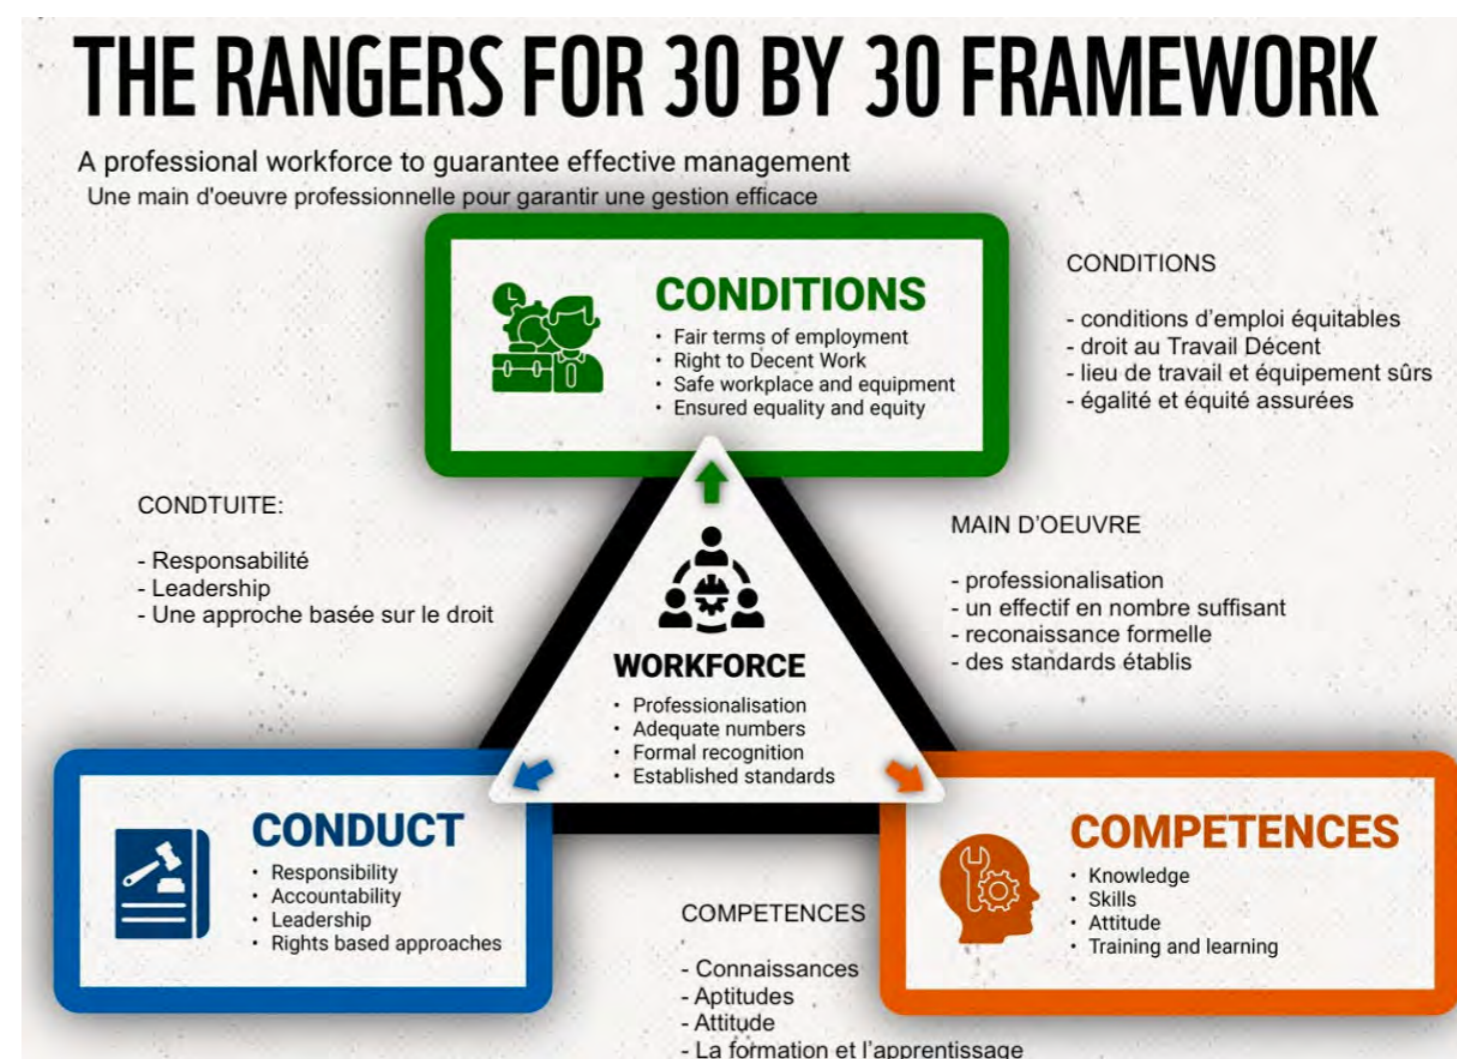 THE RANGERS FOR 30 BY 30 FRAMEWORK
A professional workforce to guarantee effective management
Une main d'oeuvre professionnelle pour garantir une gestion efficace
CONDITIONS
• Fair terms of employment
• Right to Decent Work
• Safe workplace and equipment
• Ensured equality and equity
CONDITIONS
- conditions d'emploi équitables
- droit au Travail Décent
- lieu de travail et équipement sûrs
- égalité et équité assurées
CONDTUITE:
- Responsabilité
- Leadership
- Une approche basée sur le droit
WORKFORCE
• Professionalisation
• Adequate numbers
• Formal recognition
• Established standards
MAIN D'OEUVRE
- professionalisation
- un effectif en nombre suffisant
- reconaissance formelle
- des standards établis
CONDUCT
• Responsibility
• Accountability
• Leadership
• Rights based approaches
COMPETENCES
- Connaissances
- Aptitudes
- Attitude
- La formation et l'apprentissage
COMPETENCES
• Knowledge
• Skills
• Attitude
• Training and learning